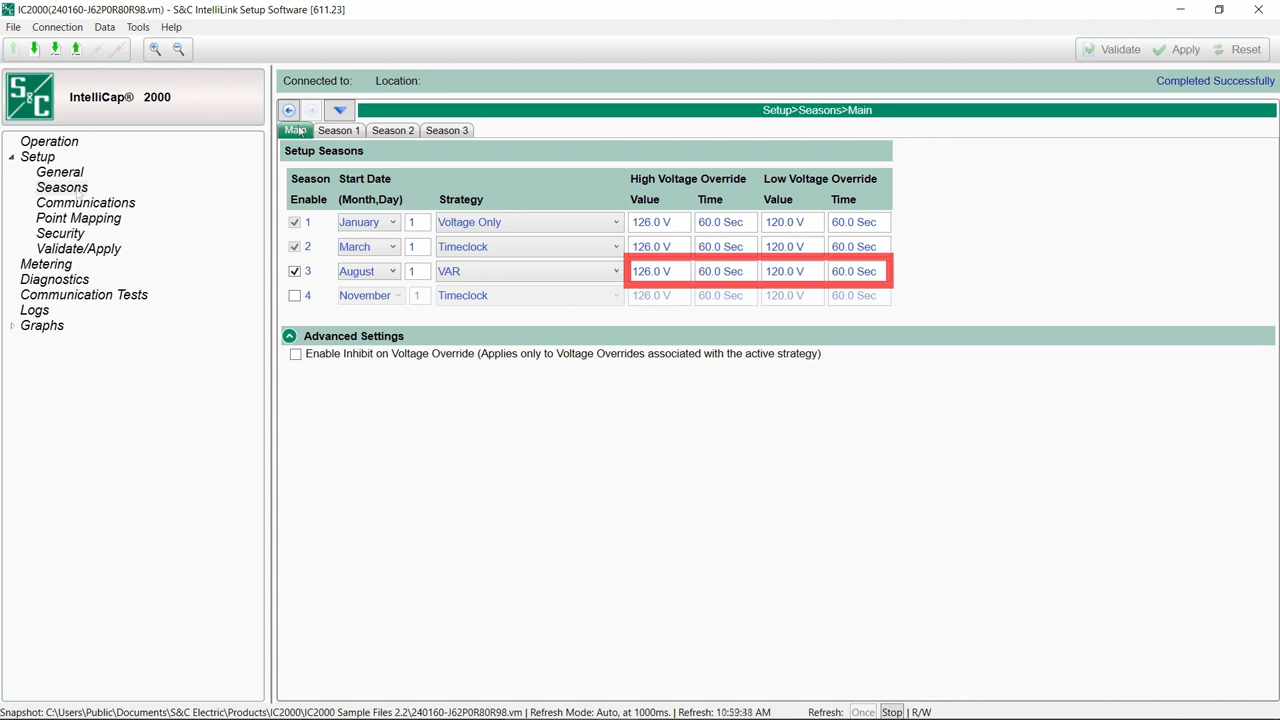 IC2000(240160-J62P0R80R98.vm) - S&C IntelliLink Setup Software [611.23]
File Connection Data Tools Help
Validate Apply Reset
S&C
IntelliCap® 2000
Operation
Setup
General
Seasons
Communications
Point Mapping
Security
Validate/Apply
Metering
Diagnostics
Communication Tests
Logs
Graphs
Connected to: Location: Completed Successfully
Setup>Seasons>Main
Main Season 1 Season 2 Season 3
Setup Seasons
Season Start Date High Voltage Override Low Voltage Override
Enable (Month,Day) Strategy Value Time Value Time
1 January 1 Voltage Only 126.0 V 60.0 Sec 120.0 V 60.0 Sec
2 March 1 Timeclock 126.0 V 60.0 Sec 120.0 V 60.0 Sec
3 August 1 VAR 126.0 V 60.0 Sec 120.0 V 60.0 Sec
4 November 1 Timeclock 126.0 V 60.0 Sec 120.0 V 60.0 Sec
Advanced Settings
Enable Inhibit on Voltage Override (Applies only to Voltage Overrides associated with the active strategy)
Snapshot: C:\Users\Public\Documents\S&C Electric\Products\IC2000\IC2000 Sample Files 2.2\240160-J62P0R80R98.vm | Refresh Mode: Auto, at 1000ms. | Refresh: 10:59:38 AM Refresh: Once Stop | R/W